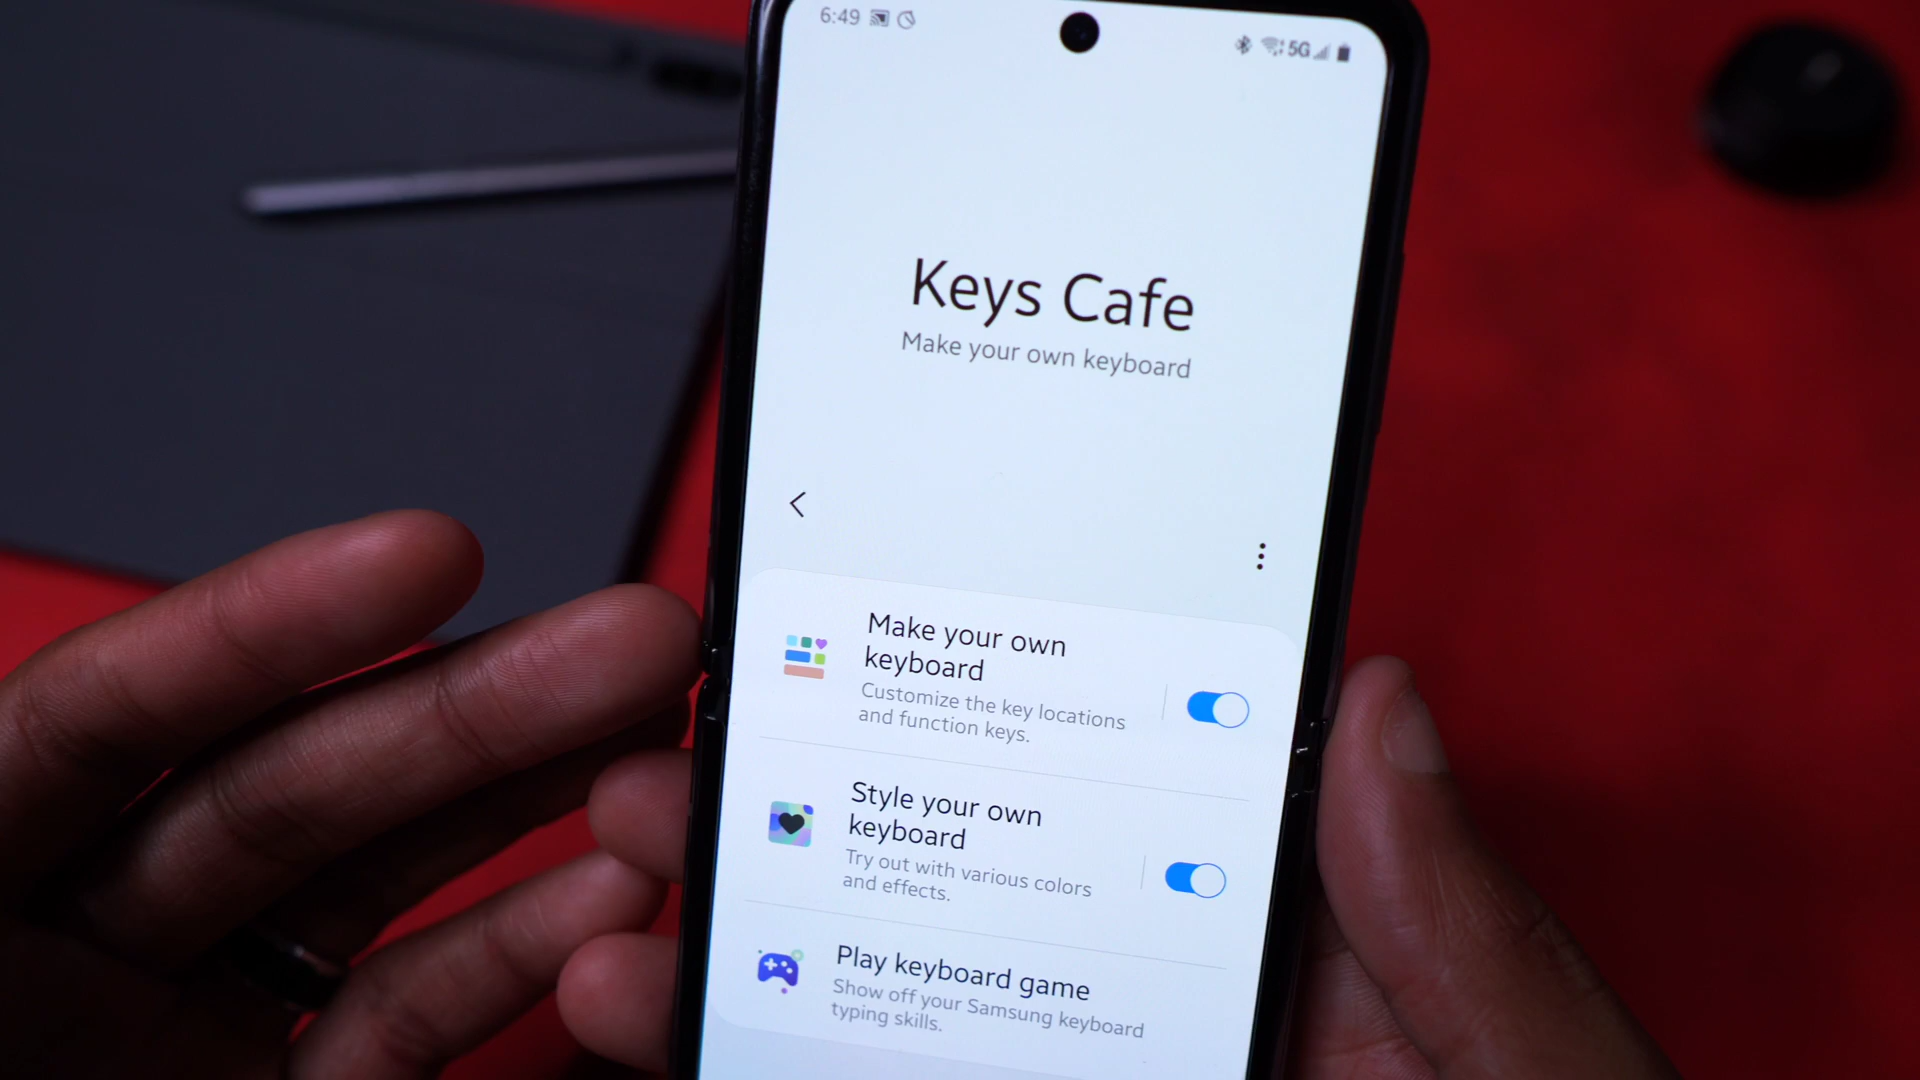 6:49
5G
Keys Cafe
Make your own keyboard
Make your own
keyboard
Customize the key locations
and function keys.
Style your own
keyboard
Try out with various colors
and effects.
Play keyboard game
Show off your Samsung keyboard
typing skills.